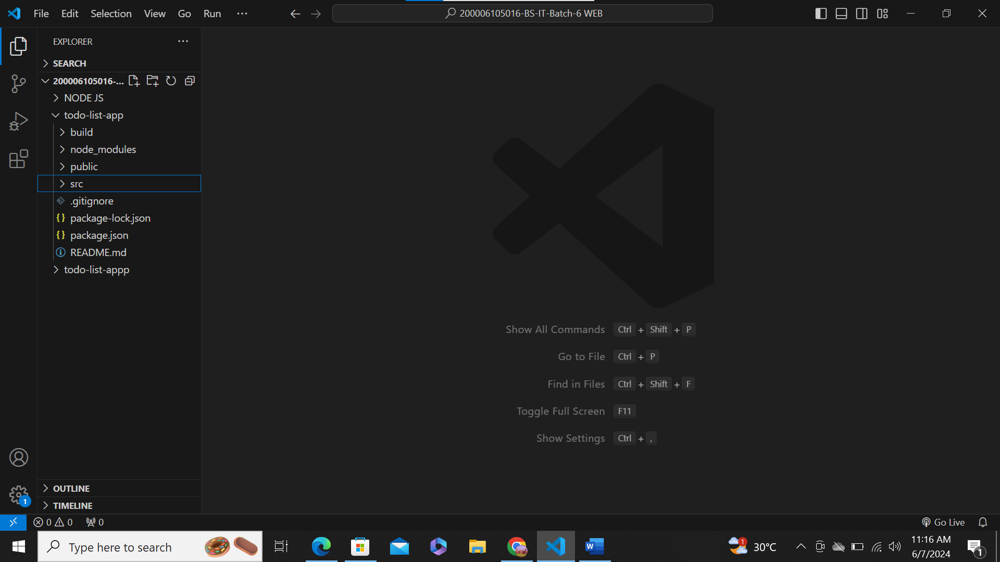 File Edit Selection View Go Run ···
200006105016-BS-IT-Batch-6 WEB
EXPLORER
SEARCH
200006105016-...
NODE JS
todo-list-app
build
node_modules
public
src
.gitignore
package-lock.json
package.json
README.md
todo-list-appp
Show All Commands Ctrl + Shift + P
Go to File Ctrl + P
Find in Files Ctrl + Shift + F
Toggle Full Screen F11
Show Settings Ctrl + ,
1
OUTLINE
TIMELINE
0 0 0
Go Live
Type here to search
W
1
30°C
11:16 AM
6/7/2024
1